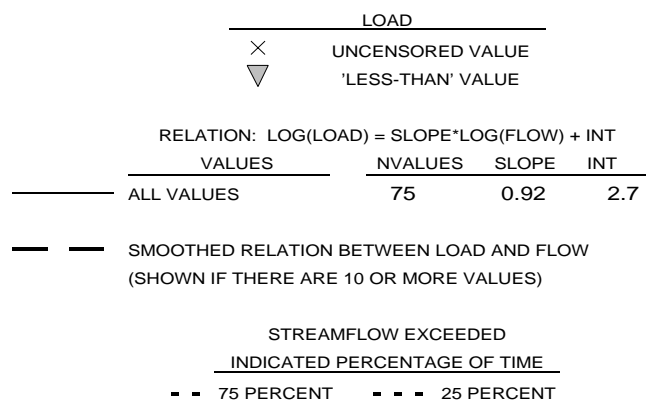 LOAD
UNCENSORED VALUE
'LESS-THAN' VALUE
RELATION: LOG(LOAD) = SLOPE*LOG(FLOW) + INT
VALUES NVALUES SLOPE INT
ALL VALUES 75 0.92 2.7
SMOOTHED RELATION BETWEEN LOAD AND FLOW
(SHOWN IF THERE ARE 10 OR MORE VALUES)
STREAMFLOW EXCEEDED
INDICATED PERCENTAGE OF TIME
75 PERCENT 25 PERCENT